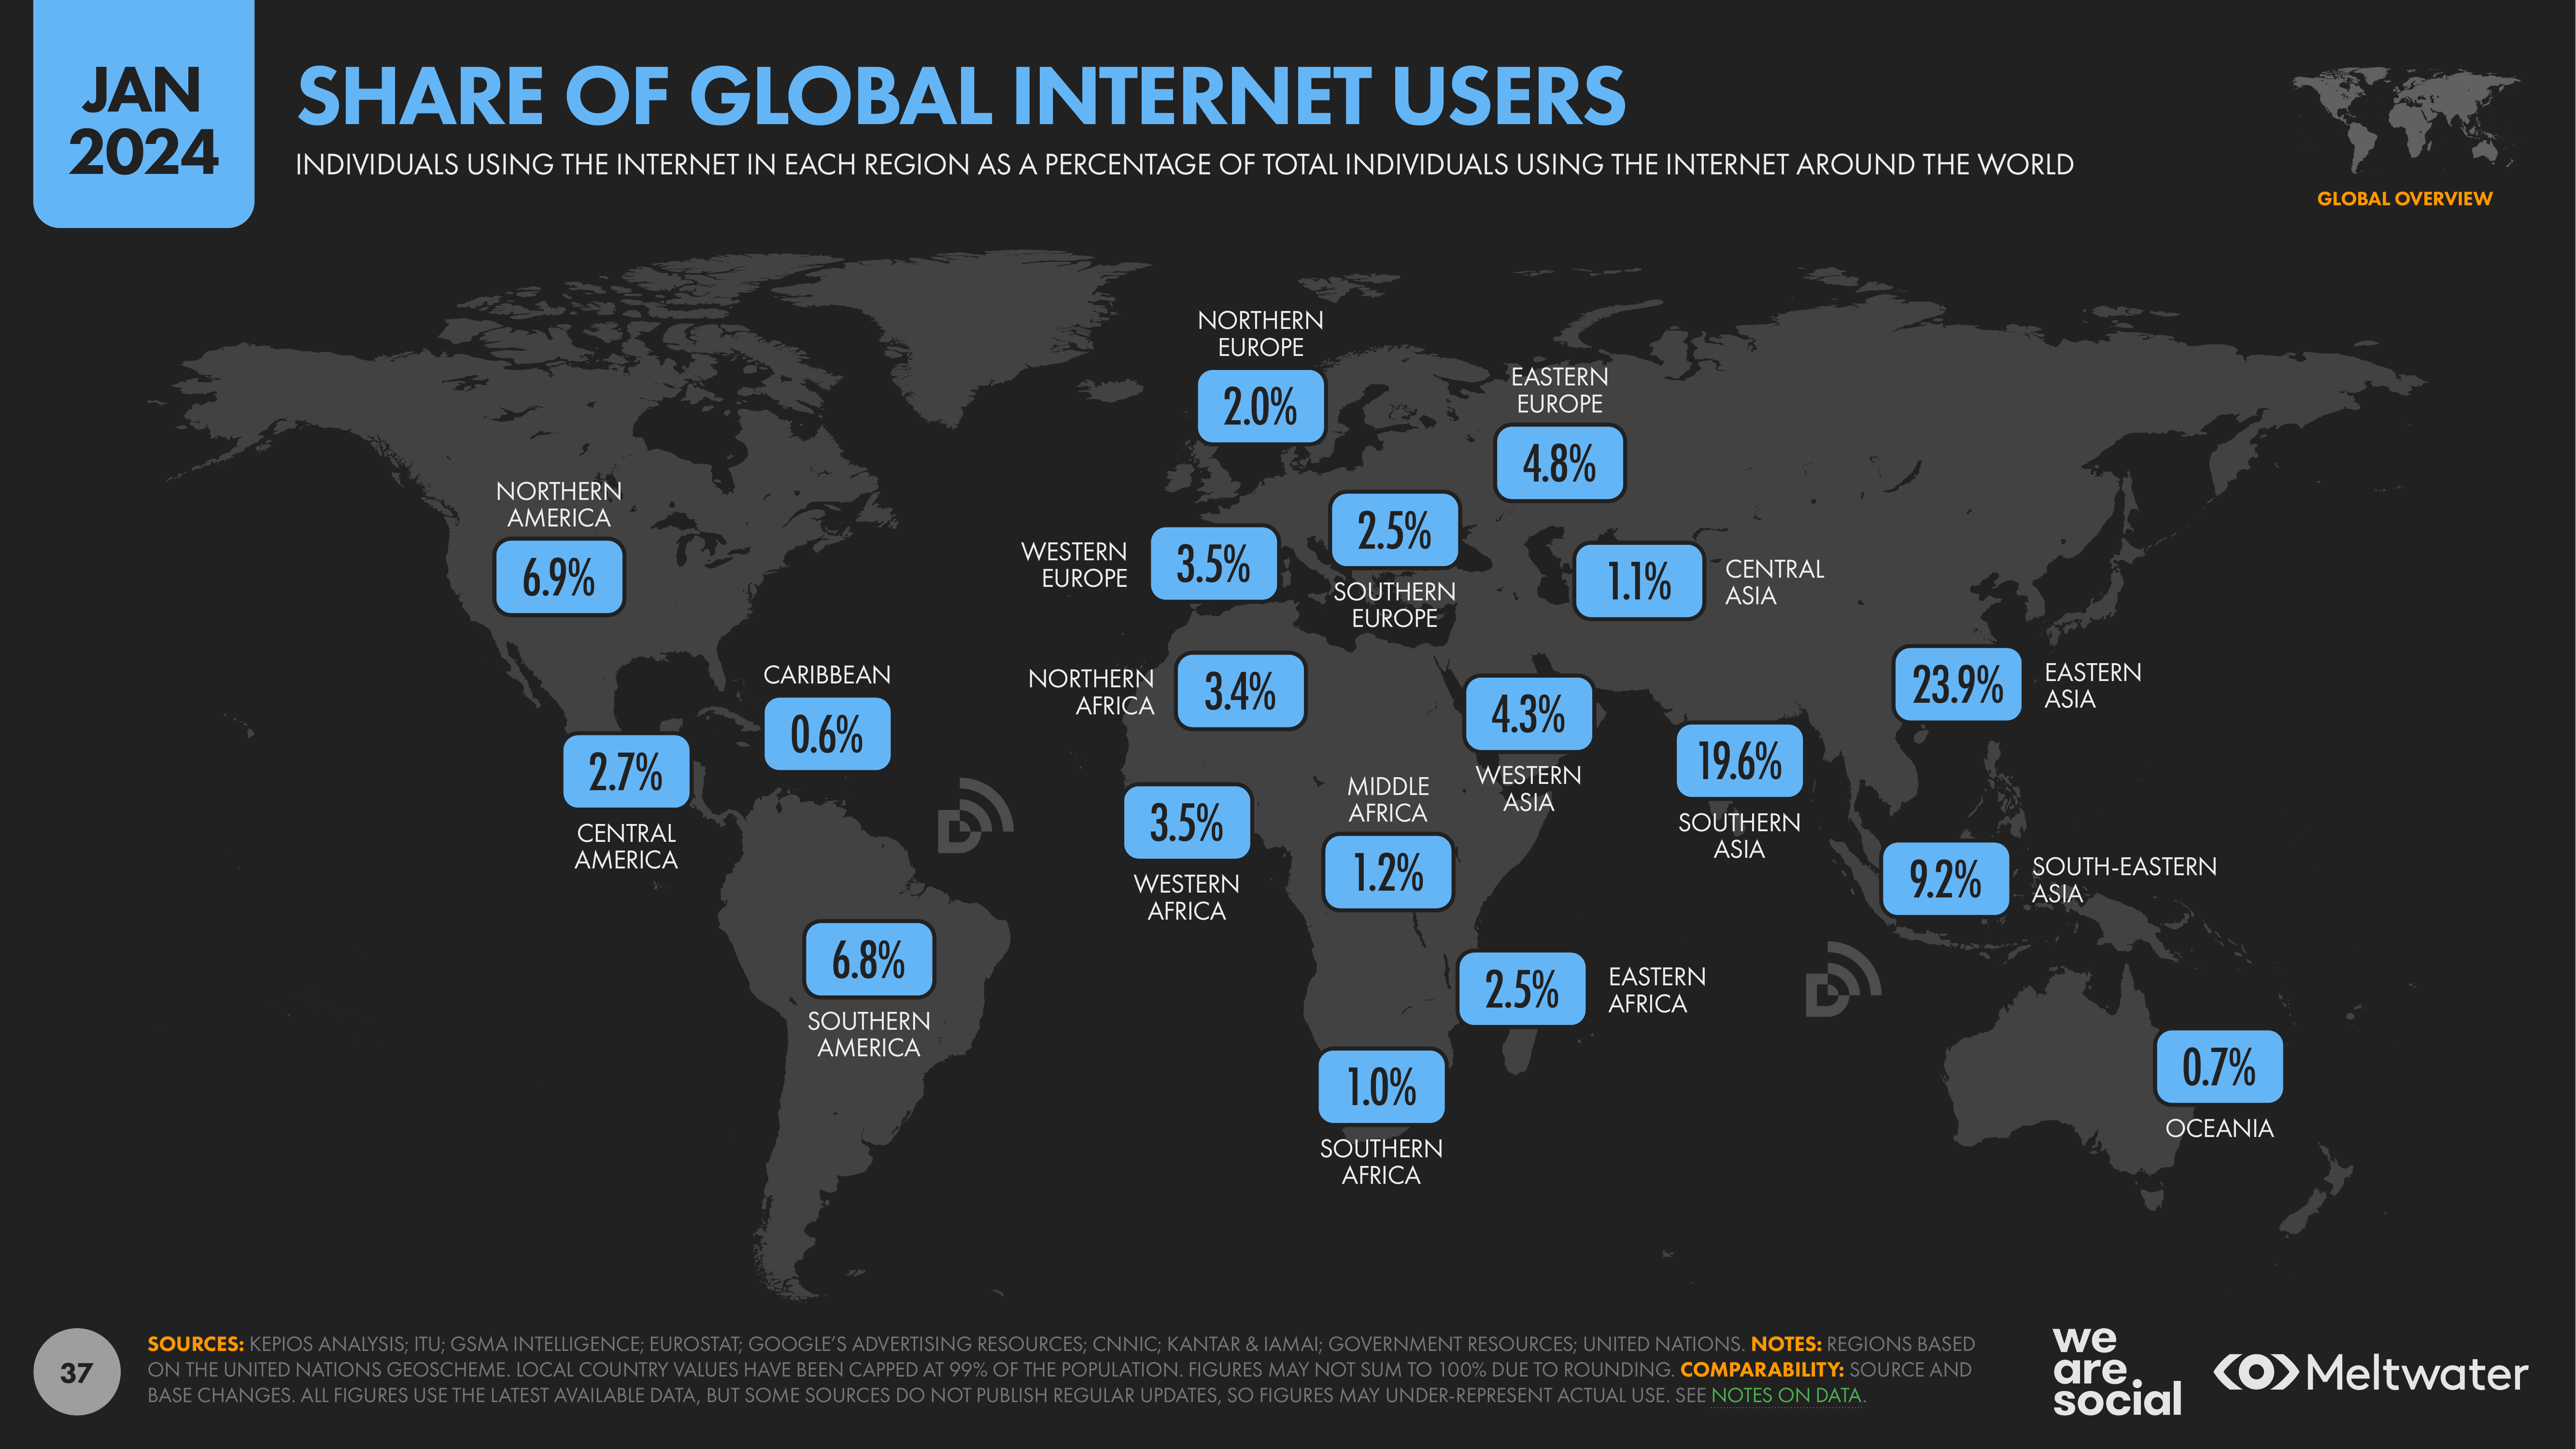 JAN
2024
SHARE OF GLOBAL INTERNET USERS
INDIVIDUALS USING THE INTERNET IN EACH REGION AS A PERCENTAGE OF TOTAL INDIVIDUALS USING THE INTERNET AROUND THE WORLD
GLOBAL OVERVIEW
NORTHERN
EUROPE
2.0%
EASTERN
EUROPE
4.8%
NORTHERN
AMERICA
6.9%
WESTERN
EUROPE
3.5%
2.5%
SOUTHERN
EUROPE
1.1%
CENTRAL
ASIA
CARIBBEAN
0.6%
NORTHERN
AFRICA
3.4%
4.3%
WESTERN
ASIA
23.9%
EASTERN
ASIA
19.6%
SOUTHERN
ASIA
2.7%
CENTRAL
AMERICA
3.5%
WESTERN
AFRICA
MIDDLE
AFRICA
1.2%
9.2%
SOUTH-EASTERN
ASIA
6.8%
SOUTHERN
AMERICA
2.5%
EASTERN
AFRICA
1.0%
SOUTHERN
AFRICA
0.7%
OCEANIA
37
SOURCES: KEPIOS ANALYSIS; ITU; GSMA INTELLIGENCE; EUROSTAT; GOOGLE'S ADVERTISING RESOURCES; CNNIC; KANTAR & IAMAI; GOVERNMENT RESOURCES; UNITED NATIONS. NOTES: REGIONS BASED
ON THE UNITED NATIONS GEOSCHEME. LOCAL COUNTRY VALUES HAVE BEEN CAPPED AT 99% OF THE POPULATION. FIGURES MAY NOT SUM TO 100% DUE TO ROUNDING. COMPARABILITY: SOURCE AND
BASE CHANGES. ALL FIGURES USE THE LATEST AVAILABLE DATA, BUT SOME SOURCES DO NOT PUBLISH REGULAR UPDATES, SO FIGURES MAY UNDER-REPRESENT ACTUAL USE. SEE NOTES ON DATA.
we
are
social
Meltwater